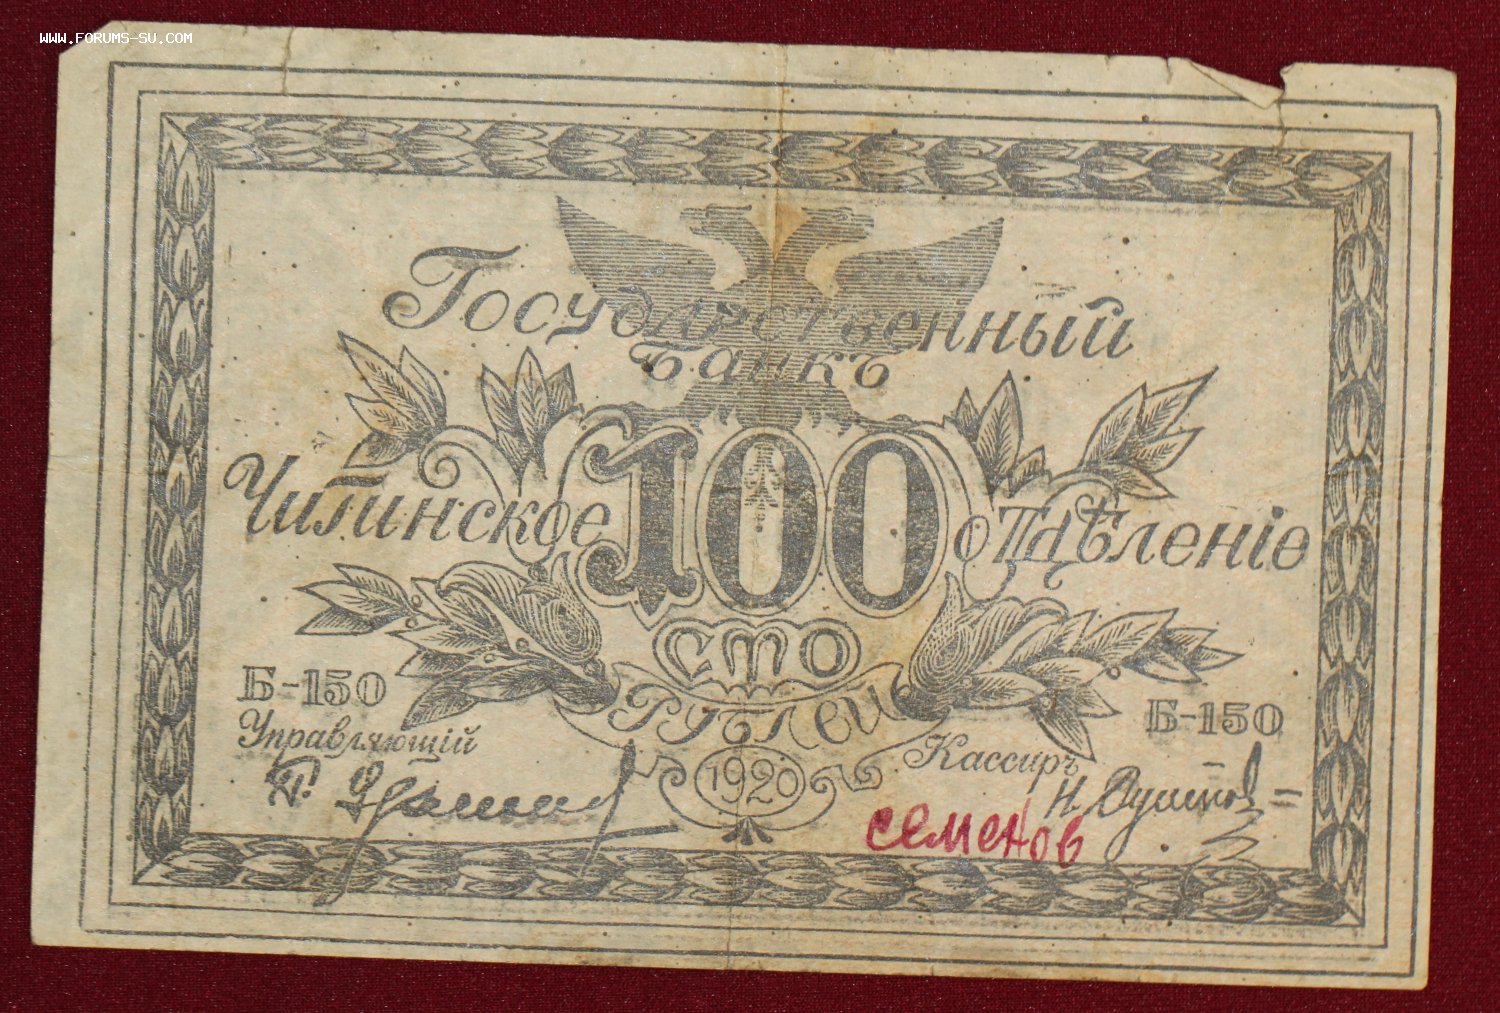 WWW.FORUMS-SU.COM
Государственный
Банкъ
Читинское 100 отдѣленіе
СТО
РУБЛЕЙ
Б-150 Б-150
Управляющій Кассиръ
1920
семенов